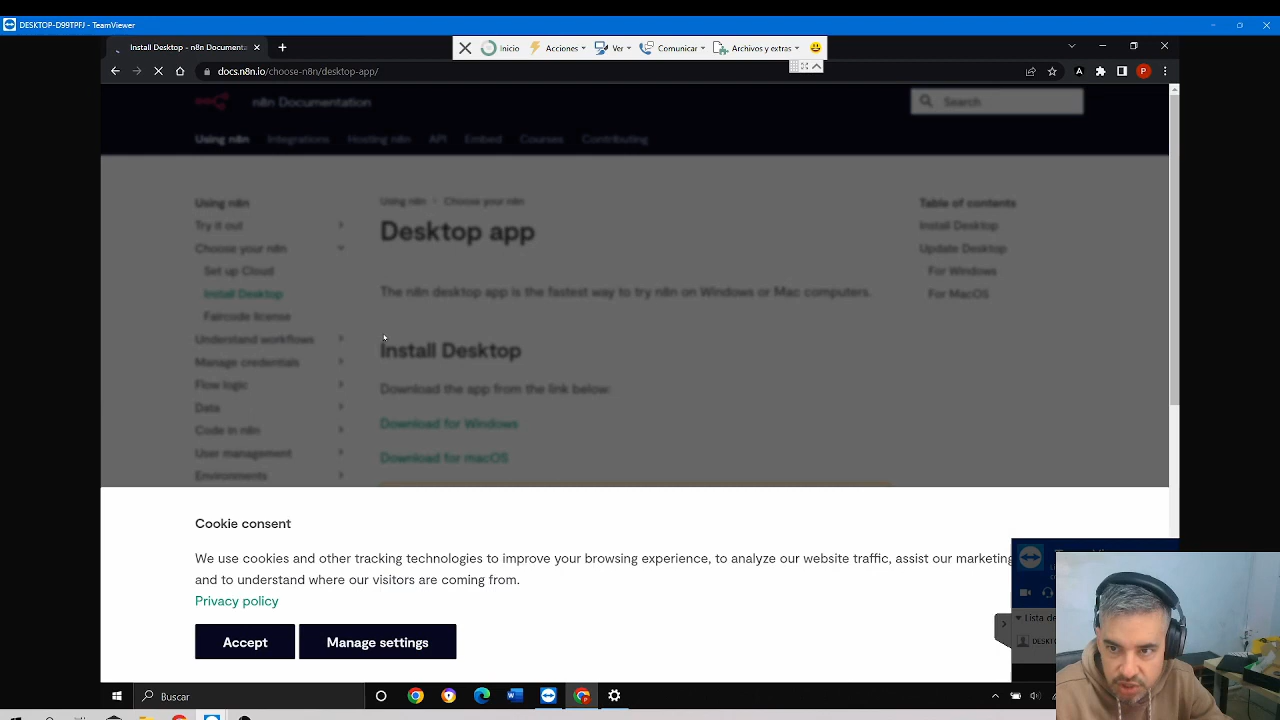 DESKTOP-D99TPFJ - TeamViewer
Install Desktop - n8n Documenta
Inicio
Acciones
Ver
Comunicar
Archivos y extras
docs.n8n.io/choose-n8n/desktop-app/
P
n8n Documentation
Search
Using n8n Integrations Hosting n8n API Embed Courses Contributing
Using n8n
Try it out
Choose your n8n
Set up Cloud
Install Desktop
Faircode license
Understand workflows
Manage credentials
Flow logic
Data
Code in n8n
User management
Environments
Using n8n
Choose your n8n
Desktop app
The n8n desktop app is the fastest way to try n8n on Windows or Mac computers.
Install Desktop
Download the app from the link below:
Download for Windows
Download for macOS
Table of contents
Install Desktop
Update Desktop
For Windows
For MacOS
Cookie consent
We use cookies and other tracking technologies to improve your browsing experience, to analyze our website traffic, assist our marketing
and to understand where our visitors are coming from.
Privacy policy
Accept
Manage settings
Lista de
DESKT
Buscar